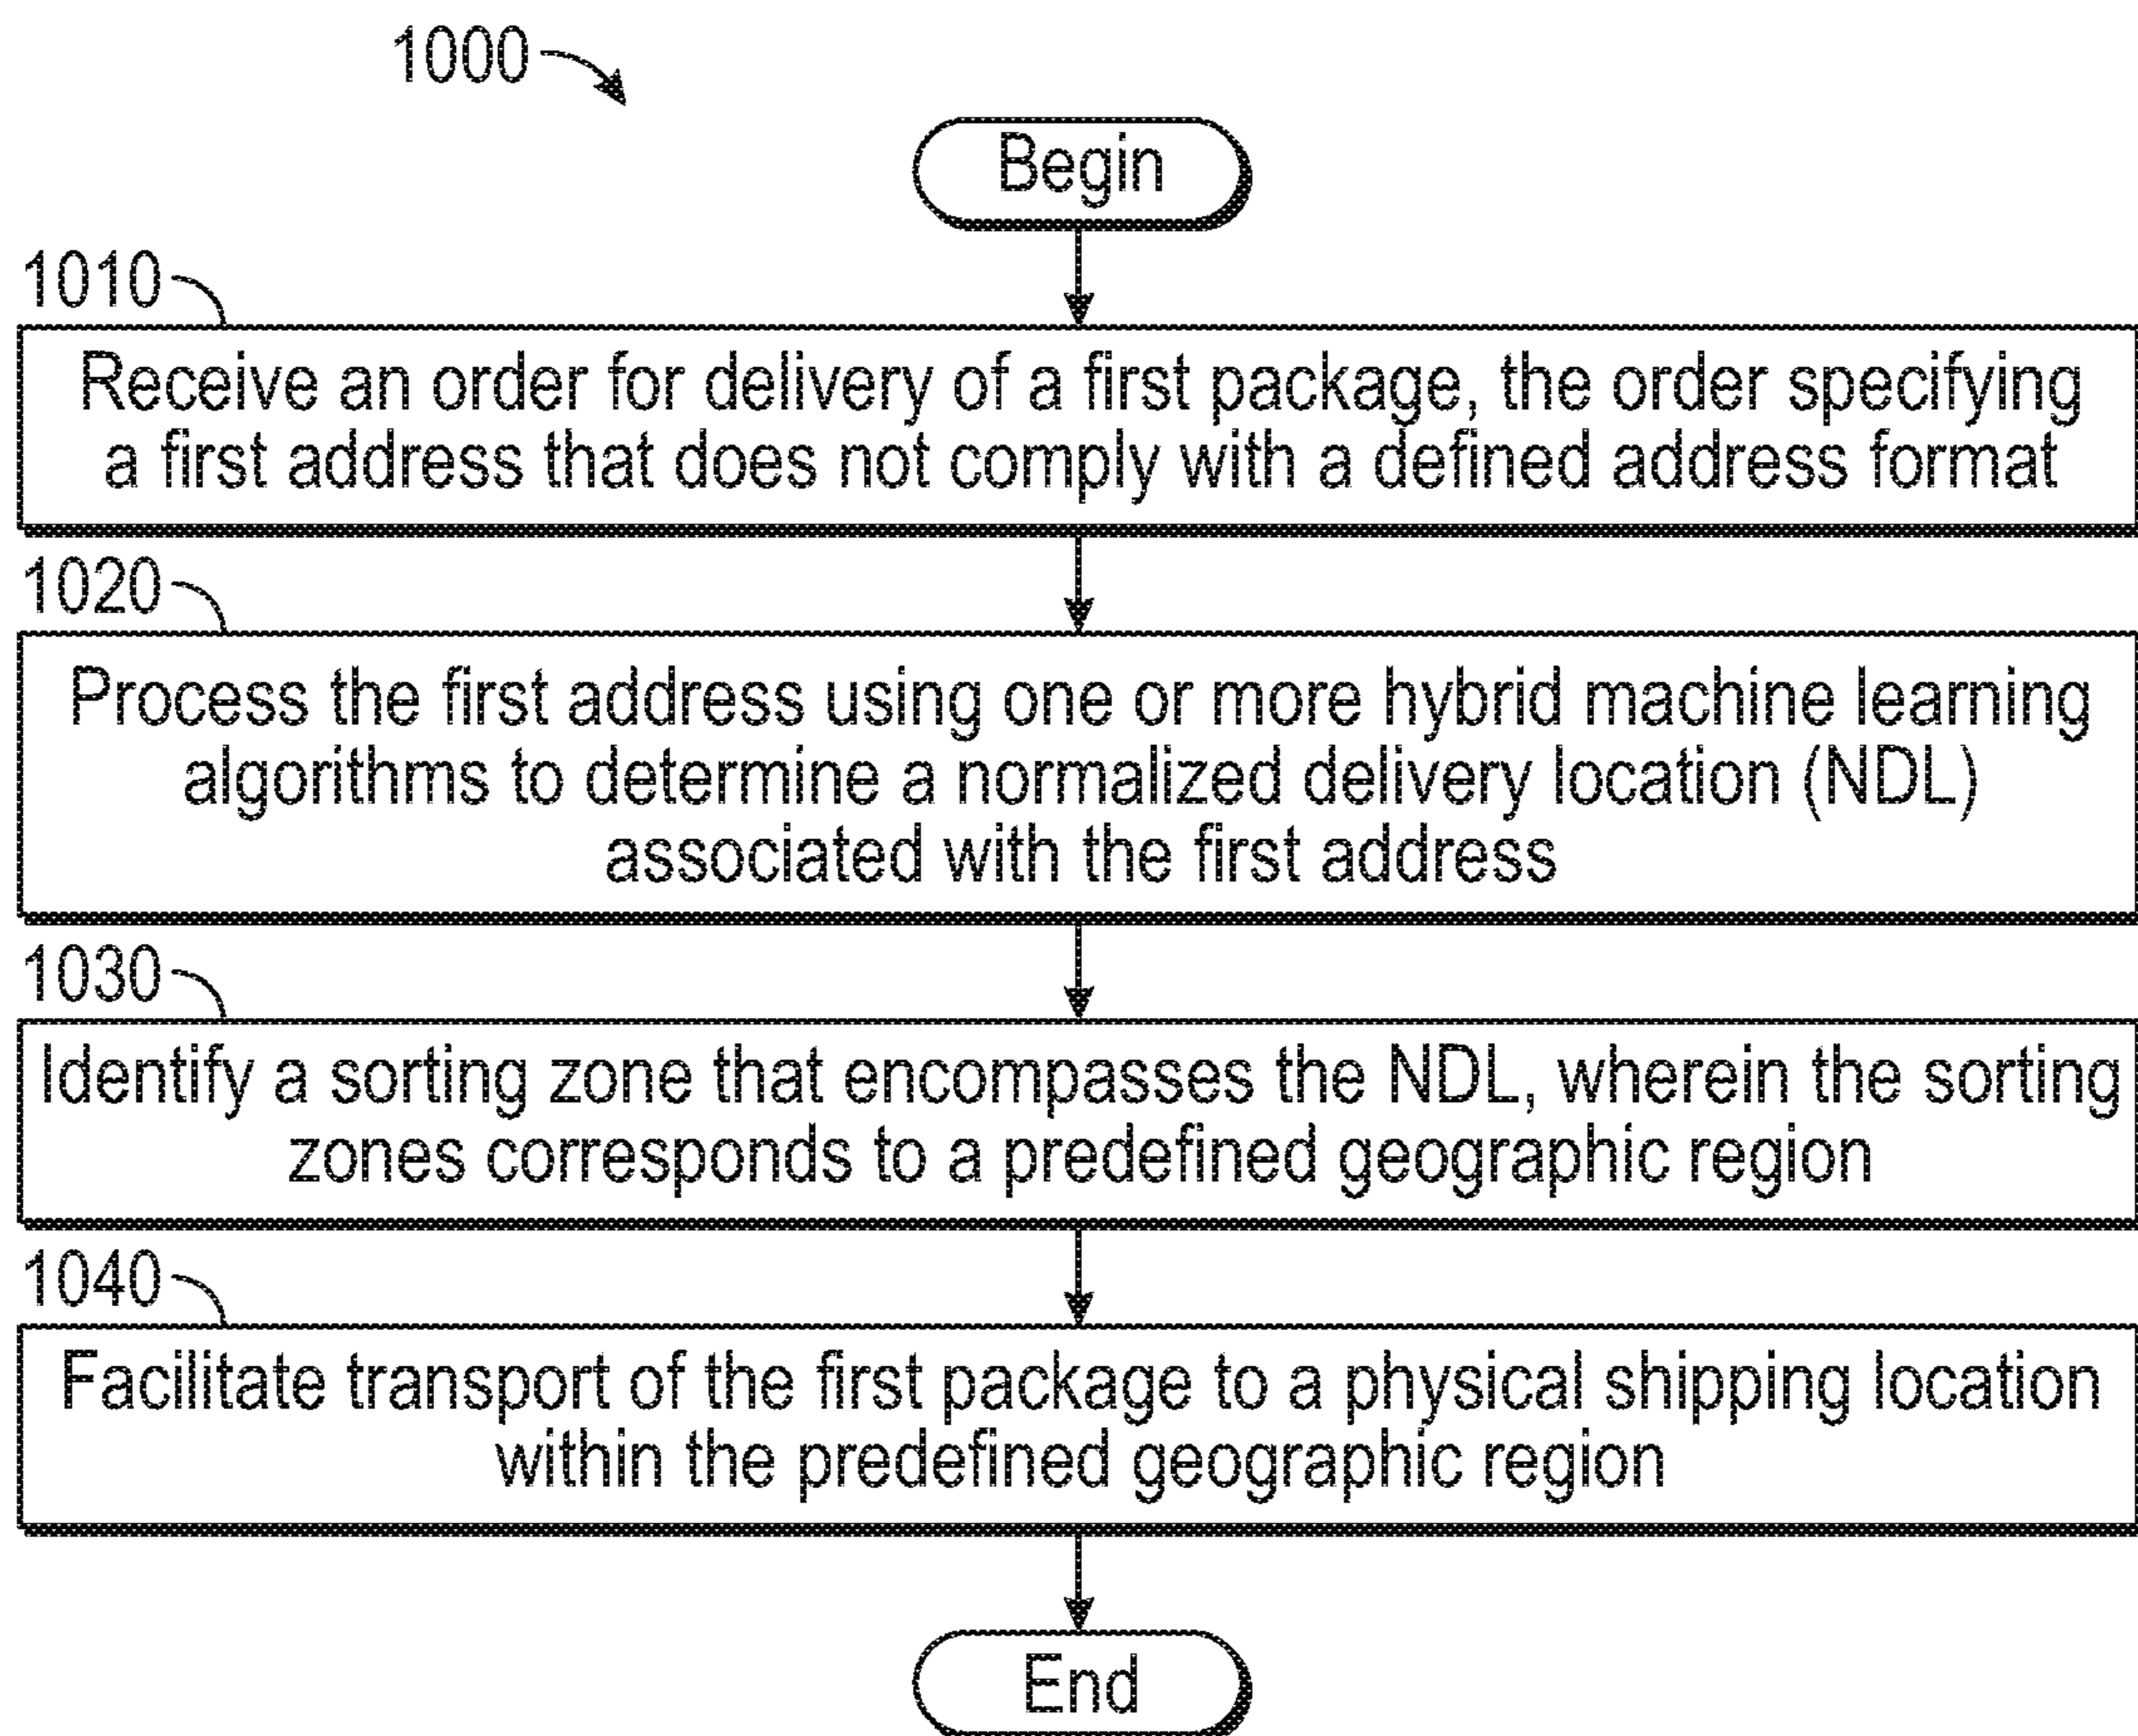 1000
Begin
1010
Receive an order for delivery of a first package, the order specifying
a first address that does not comply with a defined address format
1020
Process the first address using one or more hybrid machine learning
algorithms to determine a normalized delivery location (NDL)
associated with the first address
1030
Identify a sorting zone that encompasses the NDL, wherein the sorting
zones corresponds to a predefined geographic region
1040
Facilitate transport of the first package to a physical shipping location
within the predefined geographic region
End